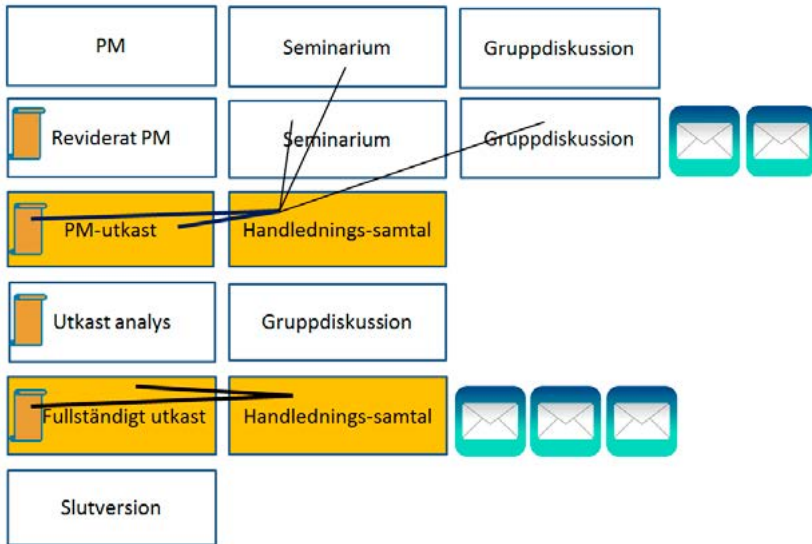 PM
Seminarium
Gruppdiskussion
Reviderat PM
Seminarium
Gruppdiskussion
PM-utkast
Handlednings-samtal
Utkast analys
Gruppdiskussion
Fullständigt utkast
Handlednings-samtal
Slutversion